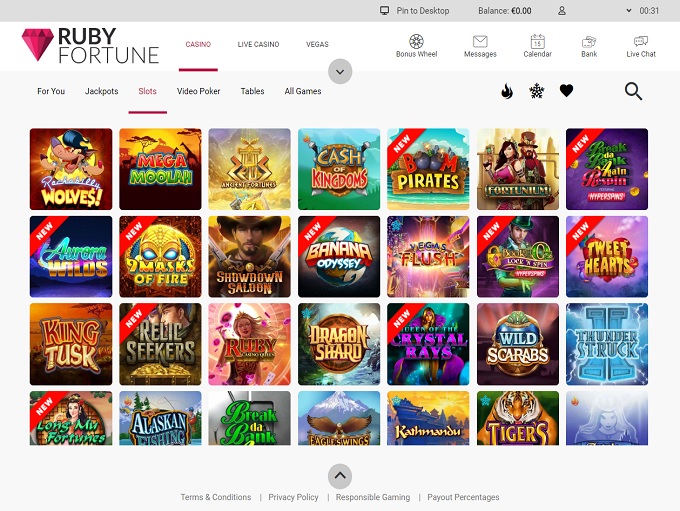 Pin to Desktop Balance: €0.00 00:31
RUBY
FORTUNE
CASINO LIVE CASINO VEGAS
Bonus Wheel Messages 15 Calendar Bank Live Chat
For You Jackpots Slots Video Poker Tables All Games
Rockabilly
WOLVES!
MEGA
MOOLAH
ANCIENT FORTUNES
CASH OF
KINGDOMS
NEW
BOOM
PIRATES
FORTUNIUM
NEW
Break
da Bank
Again
Respin
HYPERSPINS
NEW
Aurora
WILDS
NEW
9 MASKS
OF FIRE
SHOWDOWN
SALOON
NEW
BANANA
ODYSSEY
VEGAS
FLUSH
NEW
LOCK 'N SPIN
HYPERSPINS
NEW
TWEET
HEARTS
KING
TUSK
NEW
RELIC
SEEKERS
RUBY
CASINO QUEEN
DRAGON
SHARD
NEW
QUEEN OF THE
CRYSTAL
RAYS
WILD
SCARABS
THUNDER
STRUCK
II
NEW
Long Mu
Fortunes
ALASKAN
FISHING
Break
da Bank
EAGLE'S WINGS
Kathmandu
TIGER'S
Terms & Conditions | Privacy Policy | Responsible Gaming | Payout Percentages